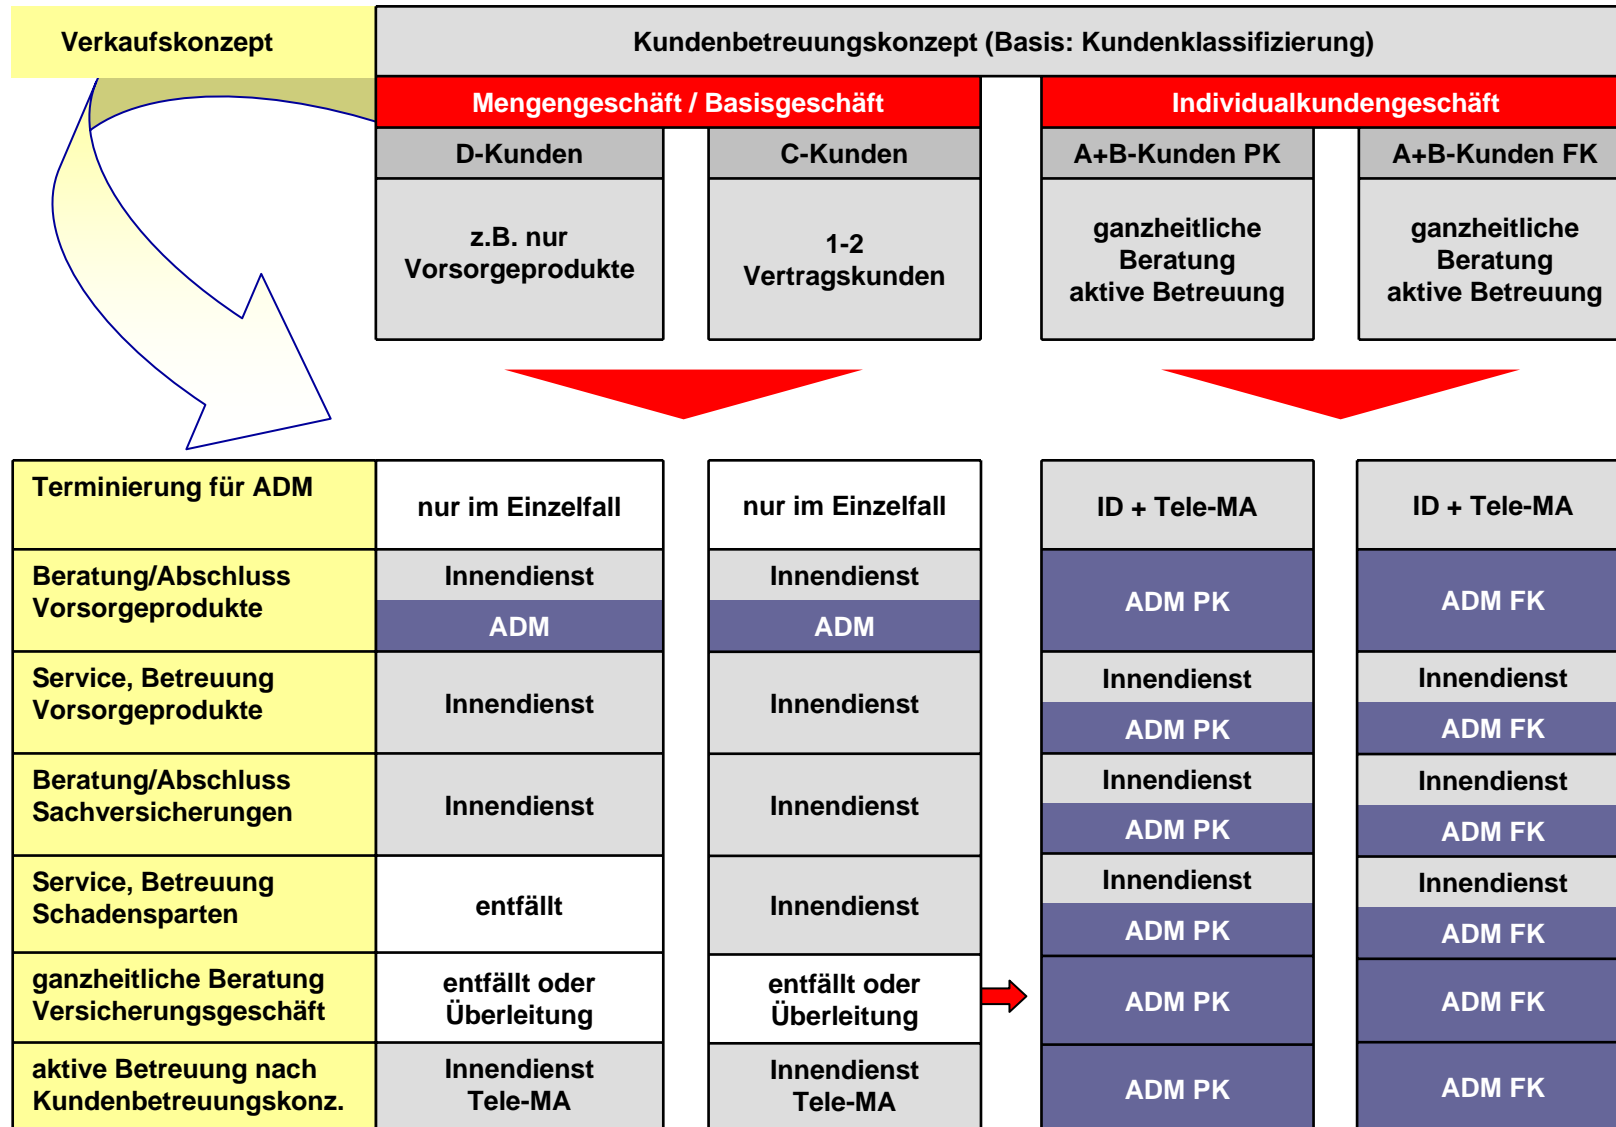 Verkaufskonzept
Kundenbetreuungskonzept (Basis: Kundenklassifizierung)
Mengengeschäft / Basisgeschäft
Individualkundengeschäft
D-Kunden
C-Kunden
A+B-Kunden PK
A+B-Kunden FK
z.B. nur
Vorsorgeprodukte
1-2
Vertragskunden
ganzheitliche
Beratung
aktive Betreuung
ganzheitliche
Beratung
aktive Betreuung
Terminierung für ADM
nur im Einzelfall
nur im Einzelfall
ID + Tele-MA
ID + Tele-MA
Beratung/Abschluss
Vorsorgeprodukte
Innendienst
ADM
Innendienst
ADM
ADM PK
ADM FK
Service, Betreuung
Vorsorgeprodukte
Innendienst
Innendienst
Innendienst
ADM PK
Innendienst
ADM FK
Beratung/Abschluss
Sachversicherungen
Innendienst
Innendienst
Innendienst
ADM PK
Innendienst
ADM FK
Service, Betreuung
Schadensparten
entfällt
Innendienst
Innendienst
ADM PK
Innendienst
ADM FK
ganzheitliche Beratung
Versicherungsgeschäft
entfällt oder
Überleitung
entfällt oder
Überleitung
ADM PK
ADM FK
aktive Betreuung nach
Kundenbetreuungskonz.
Innendienst
Tele-MA
Innendienst
Tele-MA
ADM PK
ADM FK